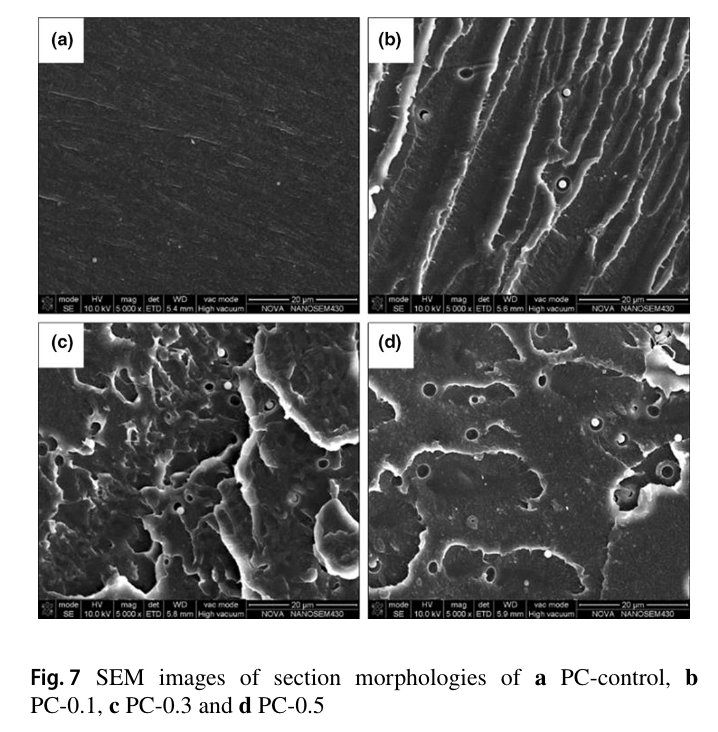 (a)
mode HV mag det WD vac mode 20 µm
SE 10.0 kV 5 000 x ETD 5.4 mm High vacuum NOVA NANOSEM430
(b)
mode HV mag det WD vac mode 20 µm
SE 10.0 kV 5 000 x ETD 5.6 mm High vacuum NOVA NANOSEM430
(c)
mode HV mag det WD vac mode 20 µm
SE 10.0 kV 5 000 x ETD 5.8 mm High vacuum NOVA NANOSEM430
(d)
mode HV mag det WD vac mode 20 µm
SE 10.0 kV 5 000 x ETD 5.9 mm High vacuum NOVA NANOSEM430
Fig. 7 SEM images of section morphologies of a PC-control, b
PC-0.1, c PC-0.3 and d PC-0.5